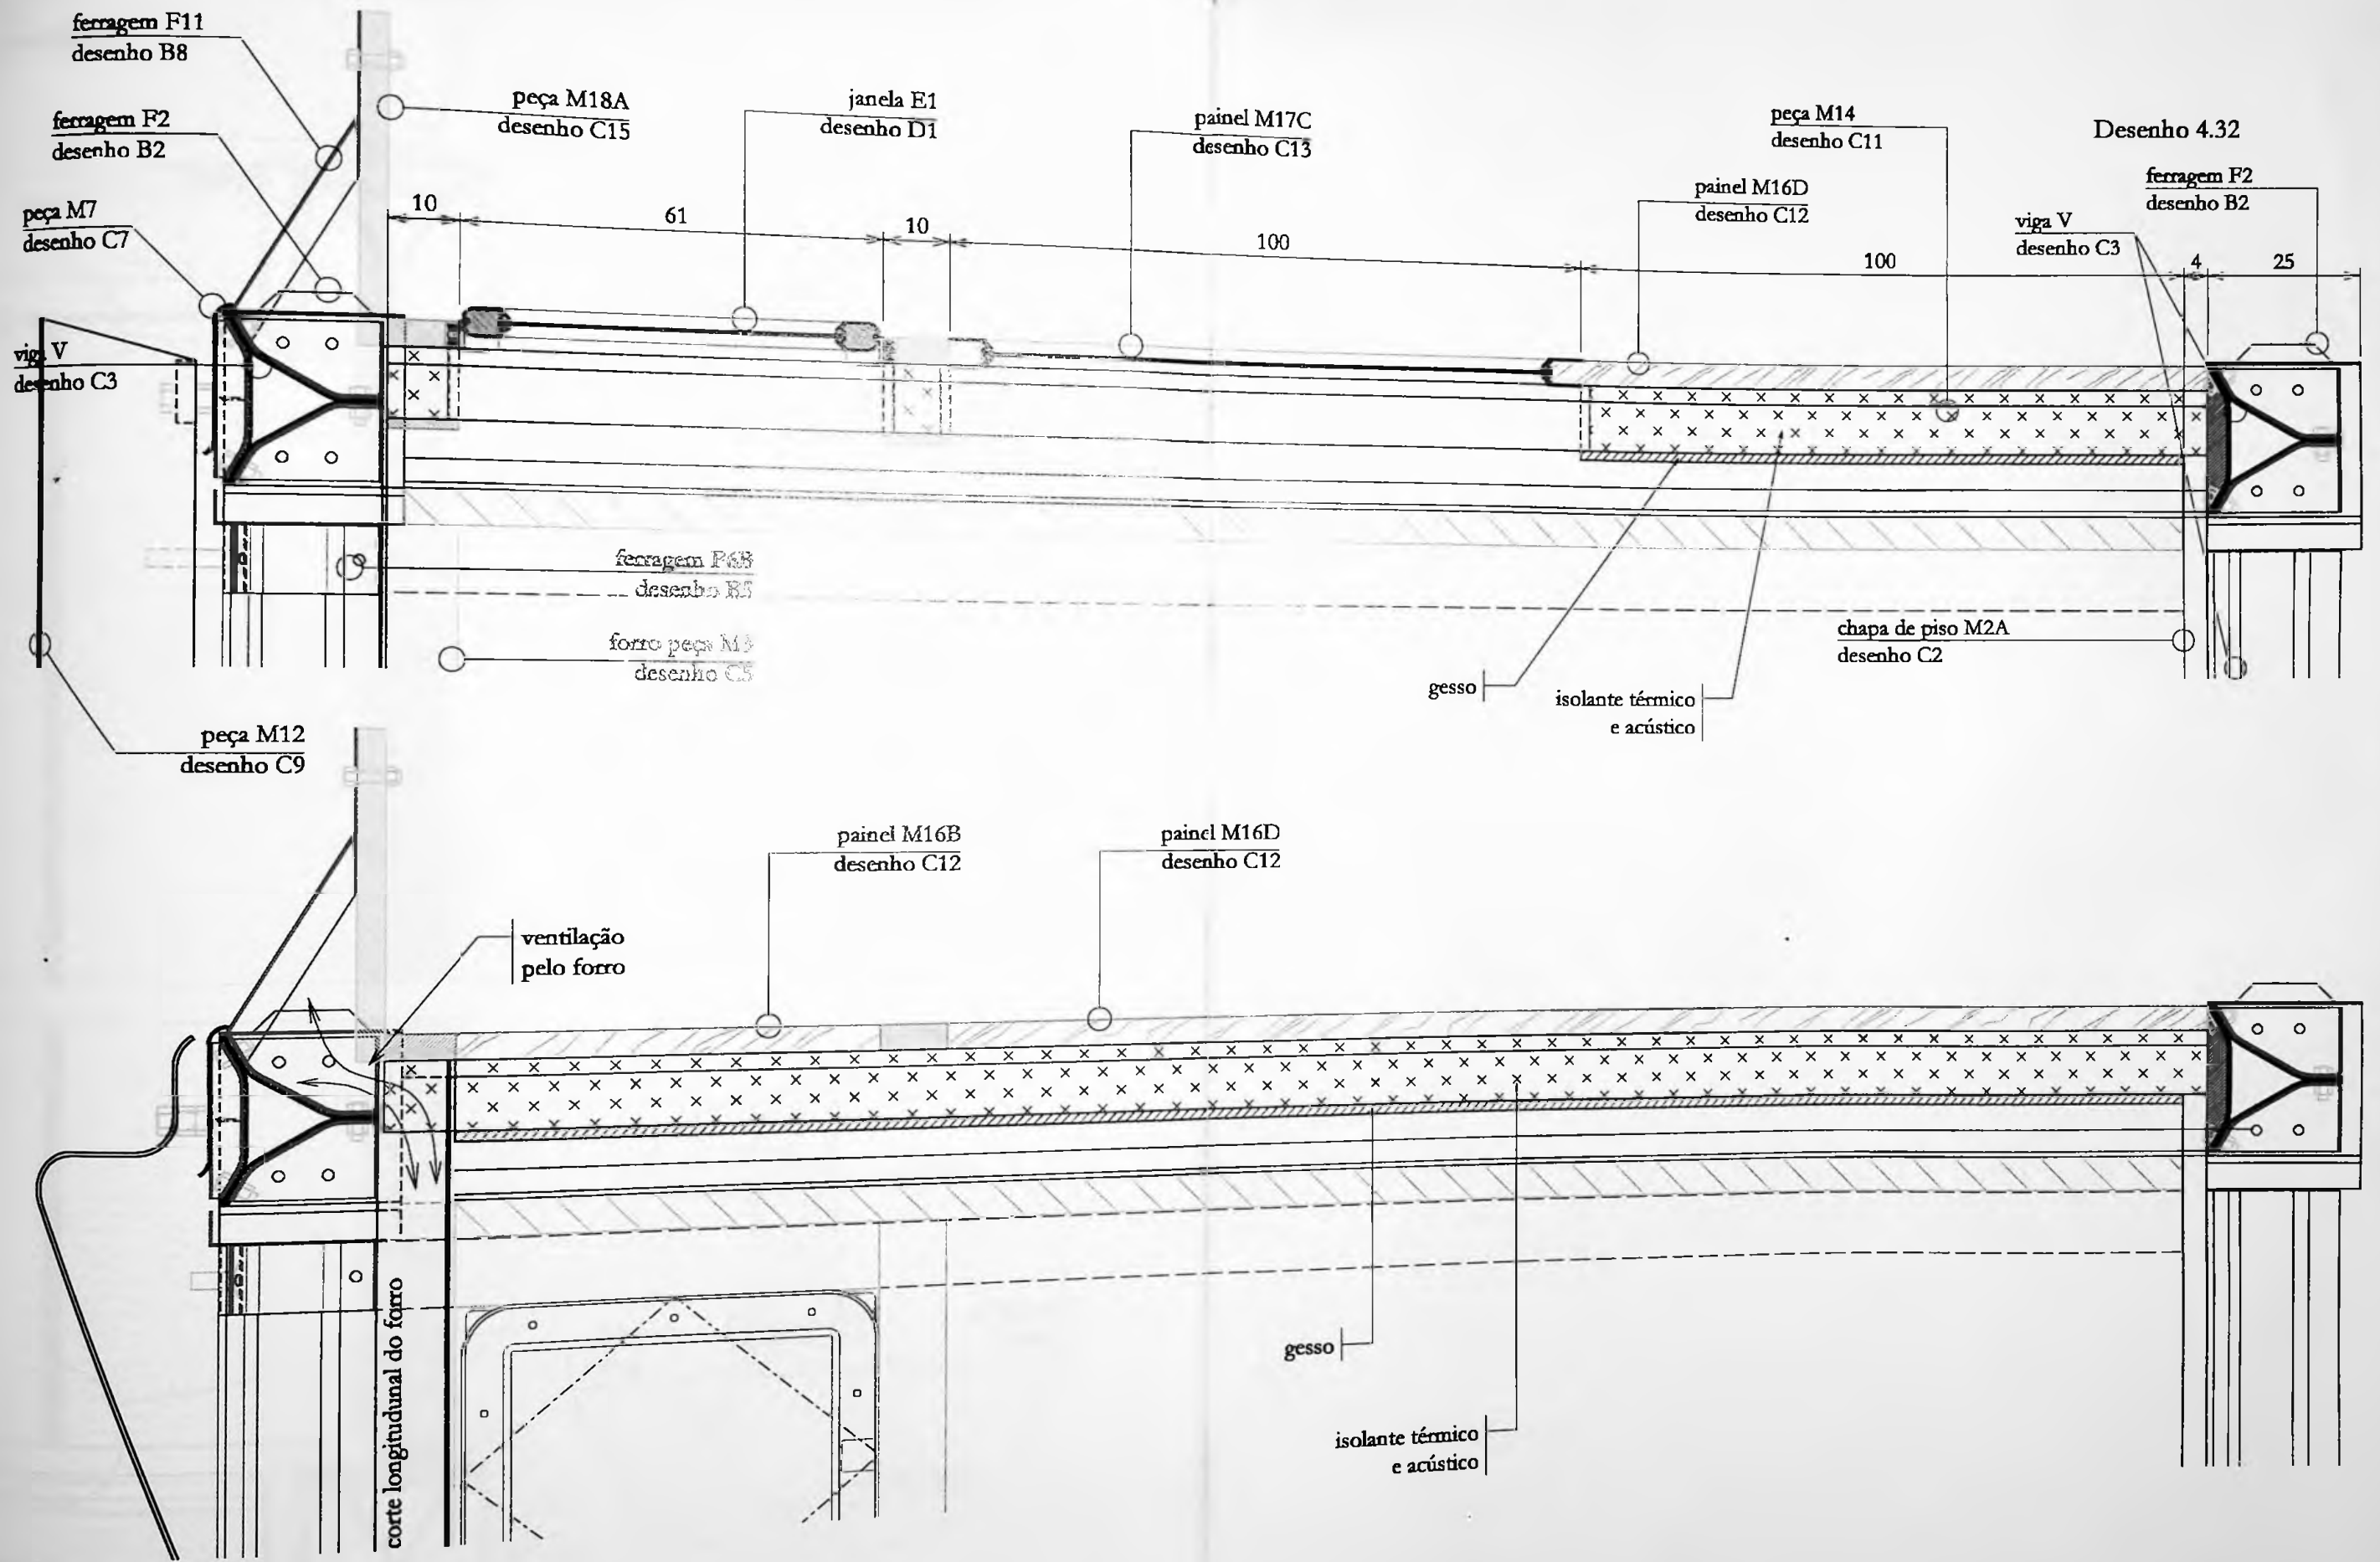 ferragem F11
desenho B8
ferragem F2
desenho B2
peça M7
desenho C7
viga V
desenho C3
peça M18A
desenho C15
janela E1
desenho D1
painel M17C
desenho C13
peça M14
desenho C11
painel M16D
desenho C12
Desenho 4.32
ferragem F2
desenho B2
viga V
desenho C3
10
61
10
100
100
4
25
ferragem F6B
desenho
forro peça
desenho C5
chapa de piso M2A
desenho C2
gesso
isolante térmico
e acústico
peça M12
desenho C9
painel M16B
desenho C12
painel M16D
desenho C12
ventilação
pelo forro
corte longitudunal do forro
gesso
isolante térmico
e acústico